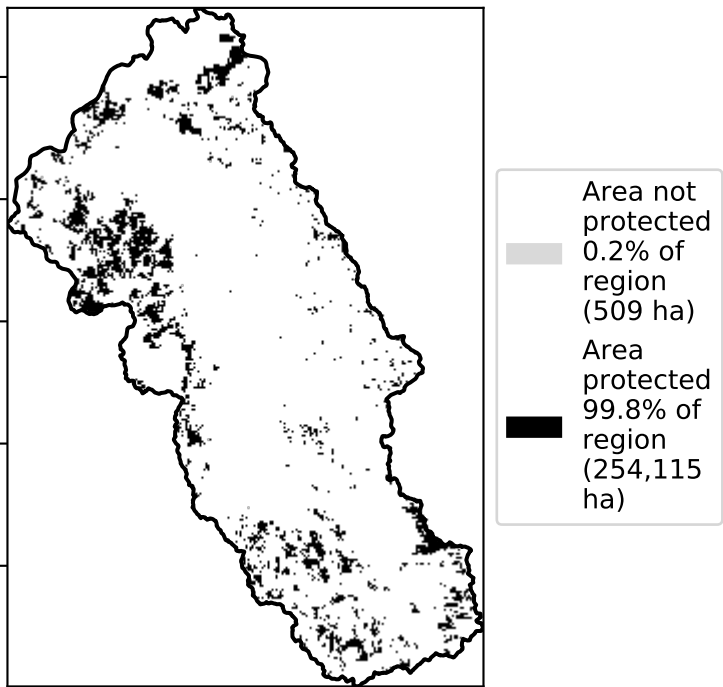 Area not
protected
0.2% of
region
(509 ha)
Area
protected
99.8% of
region
(254,115
ha)